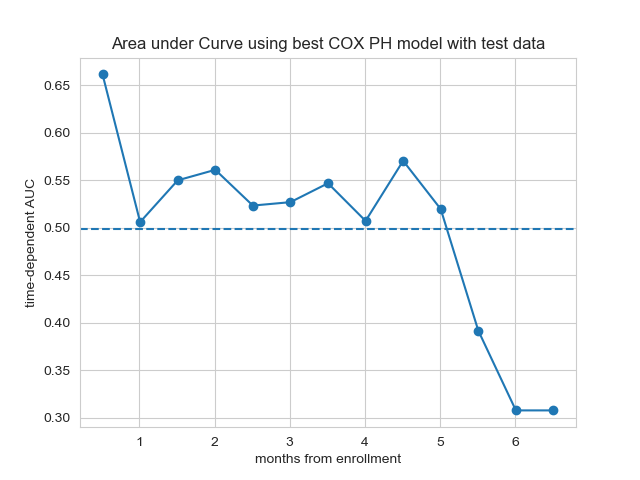 Area under Curve using best COX PH model with test data
time-dependent AUC
0.65
0.60
0.55
0.50
0.45
0.40
0.35
0.30
1 2 3 4 5 6
months from enrollment